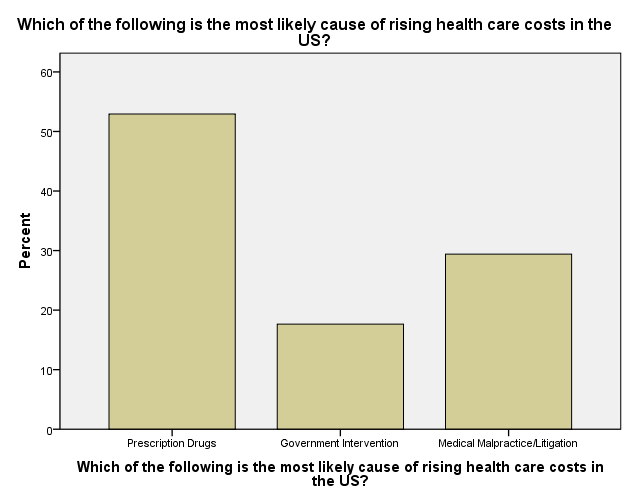 Which of the following is the most likely cause of rising health care costs in the
US?
60
50
40
30
20
10
0
Percent
Prescription Drugs
Government Intervention
Medical Malpractice/Litigation
Which of the following is the most likely cause of rising health care costs in
the US?